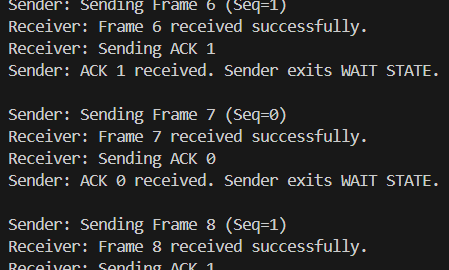 Sender: Sending Frame 6 (Seq=1)
Receiver: Frame 6 received successfully.
Receiver: Sending ACK 1
Sender: ACK 1 received. Sender exits WAIT STATE.
Sender: Sending Frame 7 (Seq=0)
Receiver: Frame 7 received successfully.
Receiver: Sending ACK 0
Sender: ACK 0 received. Sender exits WAIT STATE.
Sender: Sending Frame 8 (Seq=1)
Receiver: Frame 8 received successfully.
Receiver: Sending ACK 1